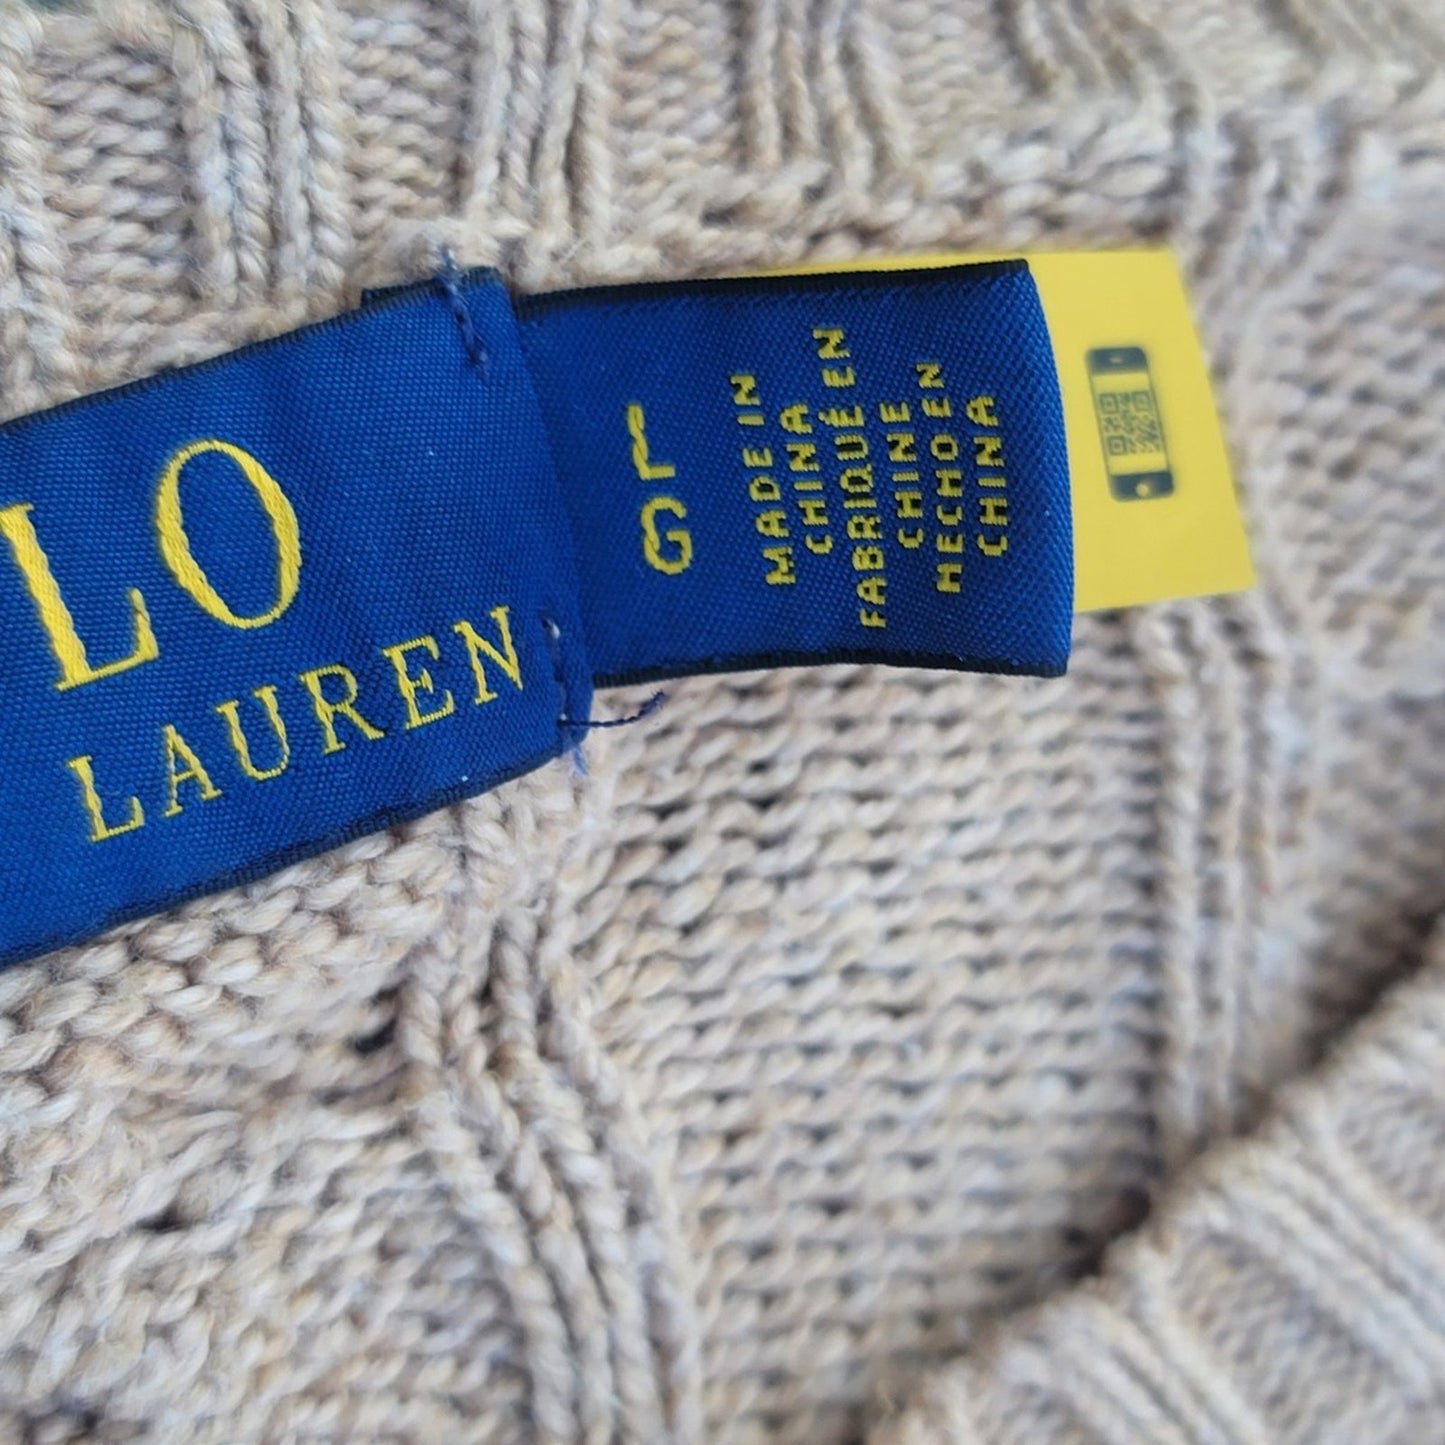 LO
LAUREN
L
G
MADE IN
CHINA
FABRIQUÉ EN
CHINE
HECHO EN
CHINA